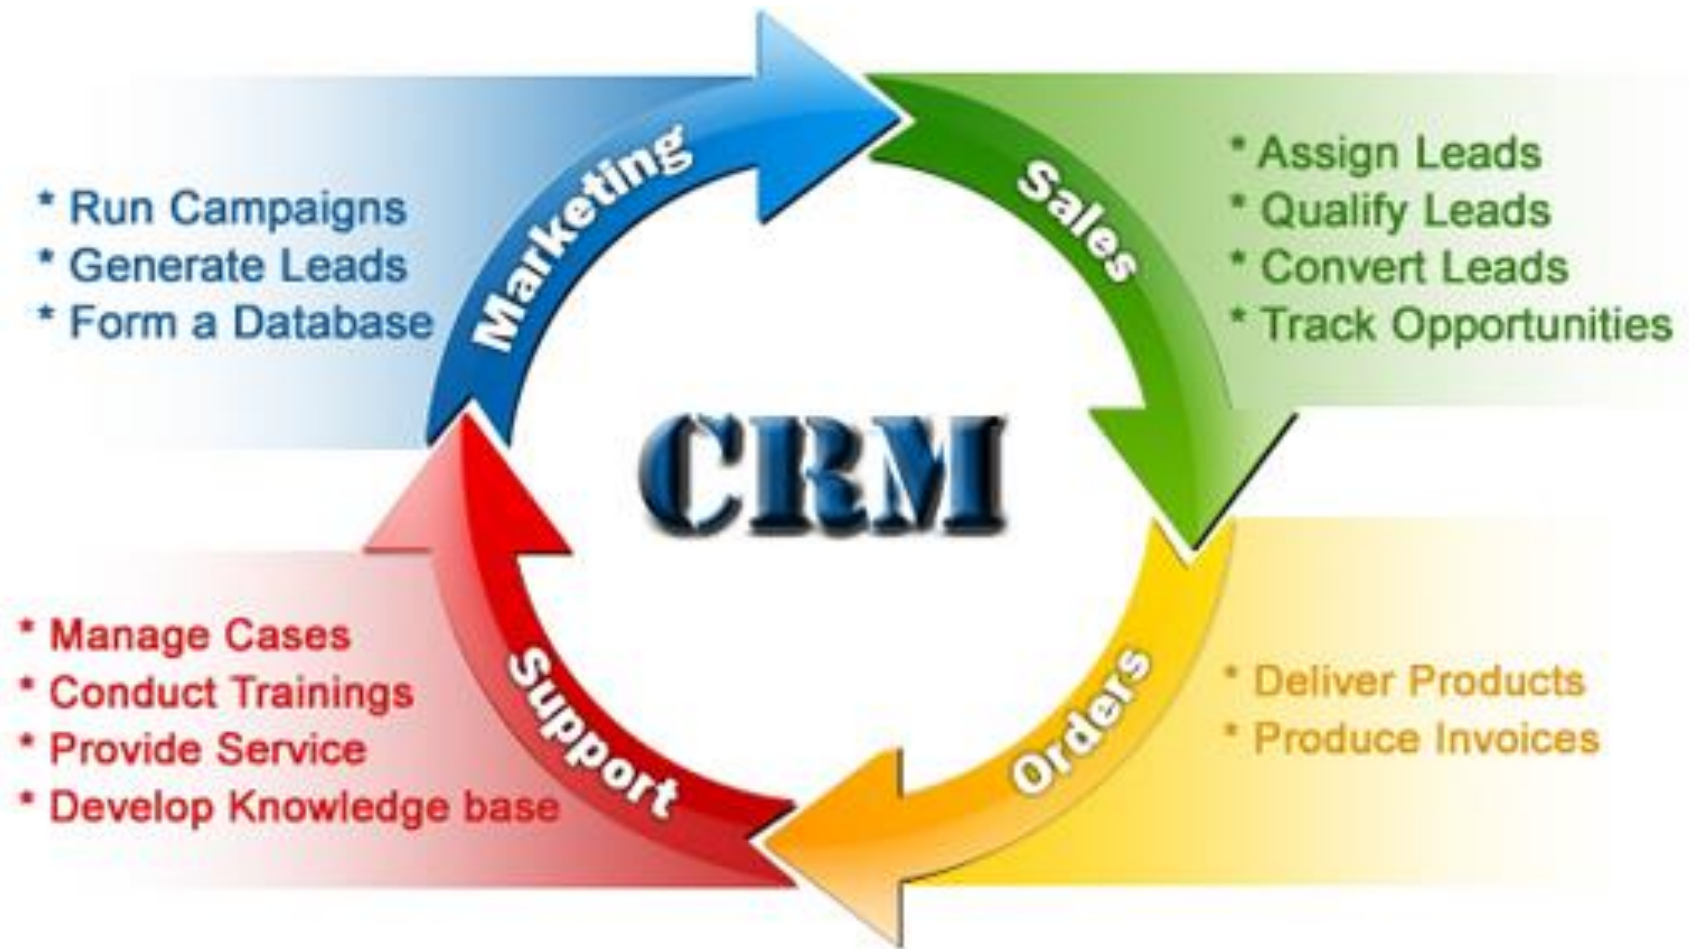 Marketing
* Run Campaigns
* Generate Leads
* Form a Database
Sales
* Assign Leads
* Qualify Leads
* Convert Leads
* Track Opportunities
CRM
Support
* Manage Cases
* Conduct Trainings
* Provide Service
* Develop Knowledge base
Orders
* Deliver Products
* Produce Invoices